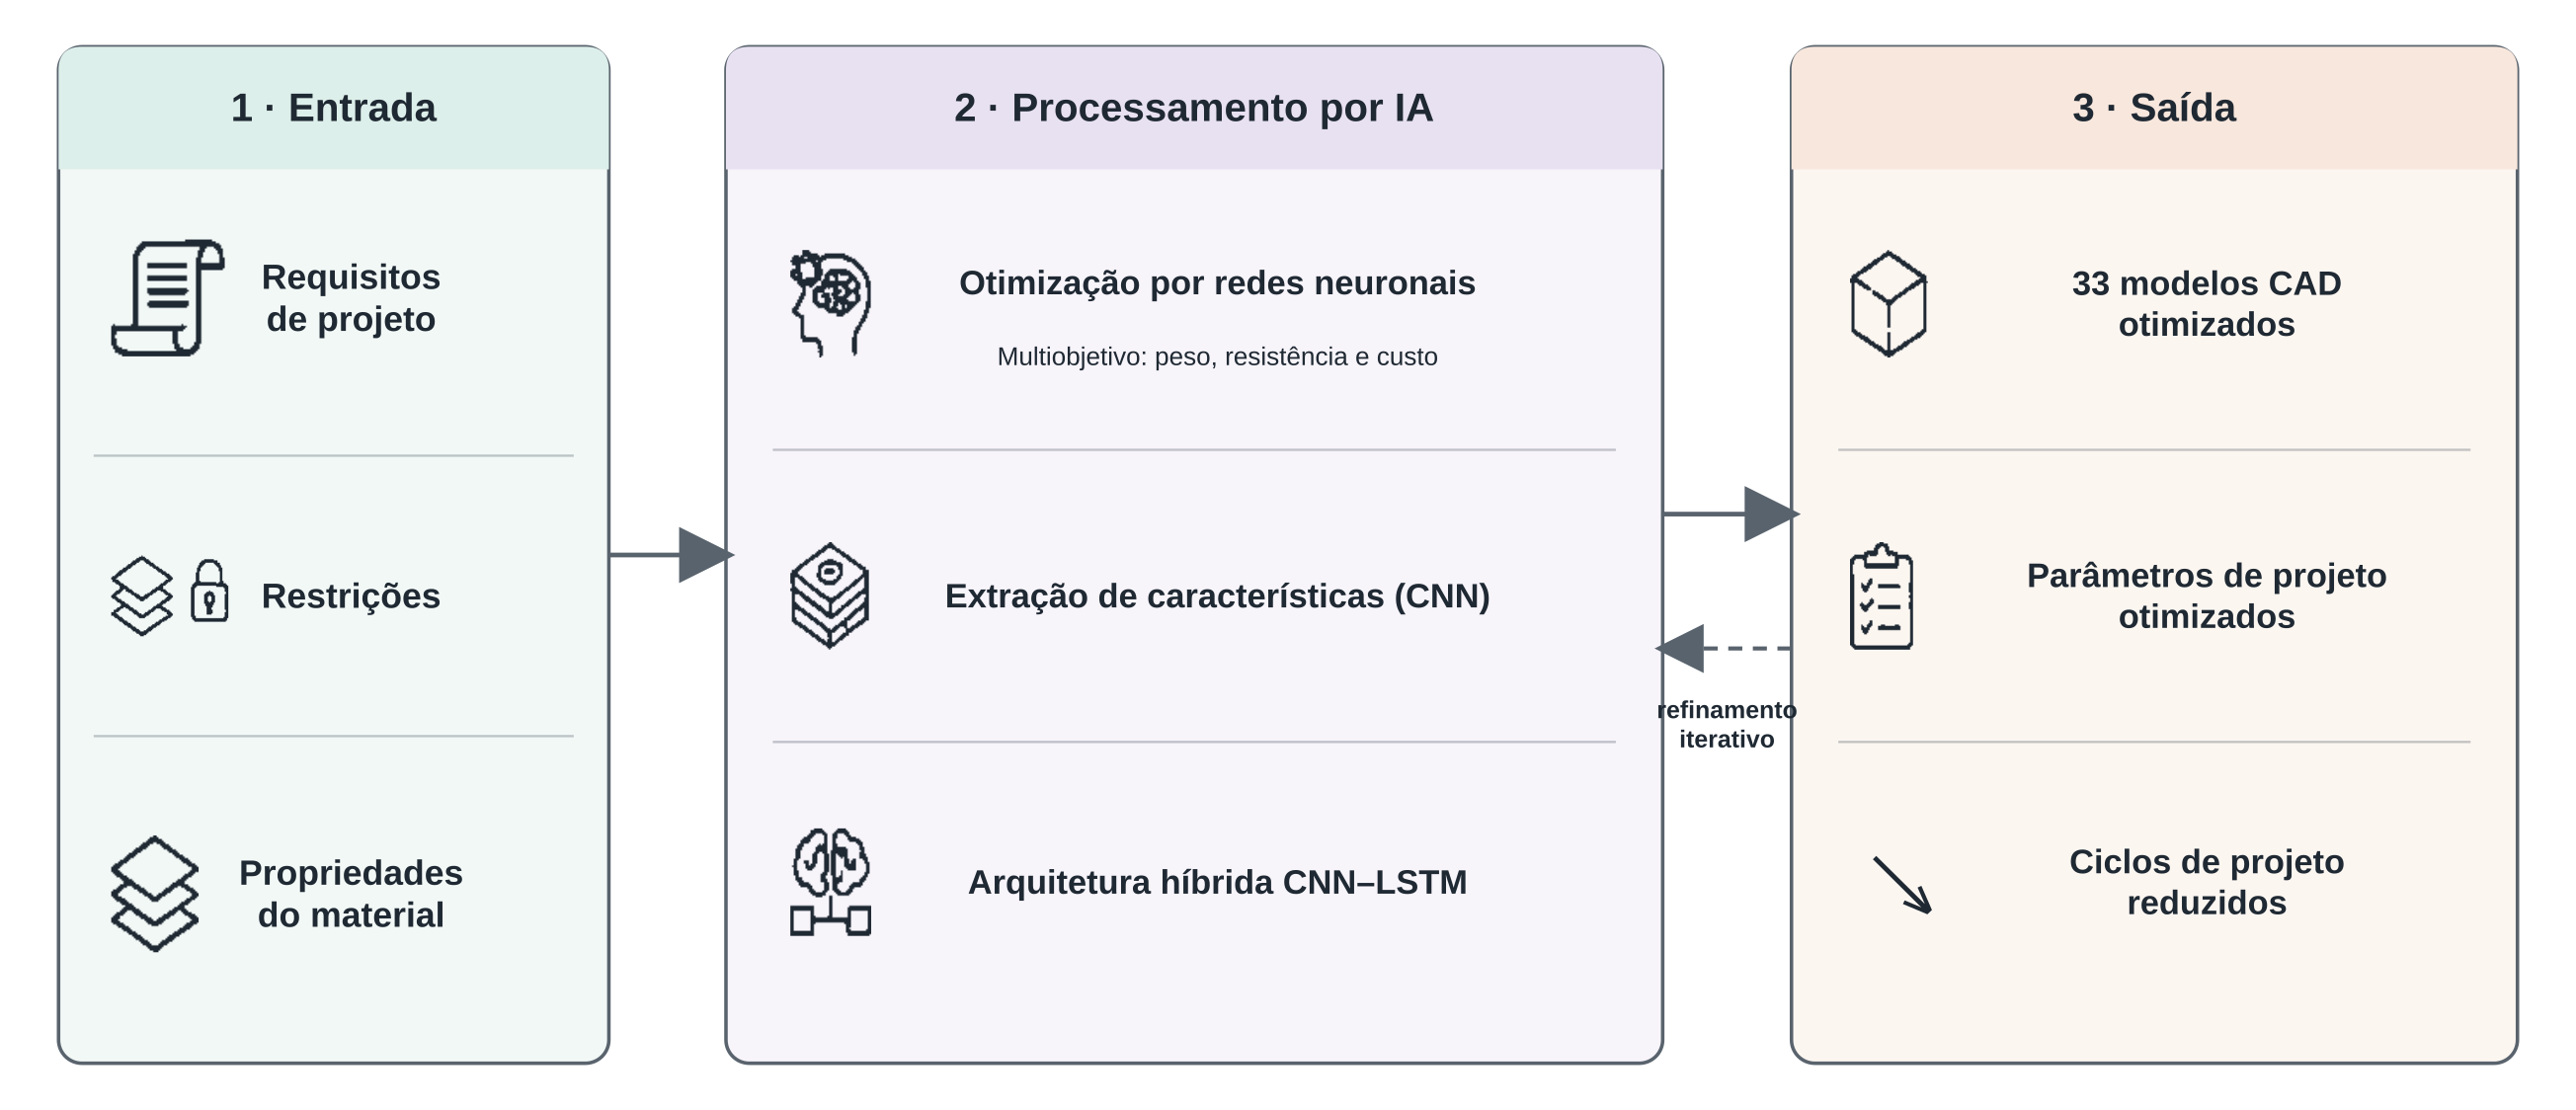 1 · Entrada
Requisitos
de projeto
Restrições
Propriedades
do material
2 · Processamento por IA
Otimização por redes neuronais
Multiobjetivo: peso, resistência e custo
Extração de características (CNN)
Arquitetura híbrida CNN–LSTM
refinamento
iterativo
3 · Saída
33 modelos CAD
otimizados
Parâmetros de projeto
otimizados
Ciclos de projeto
reduzidos